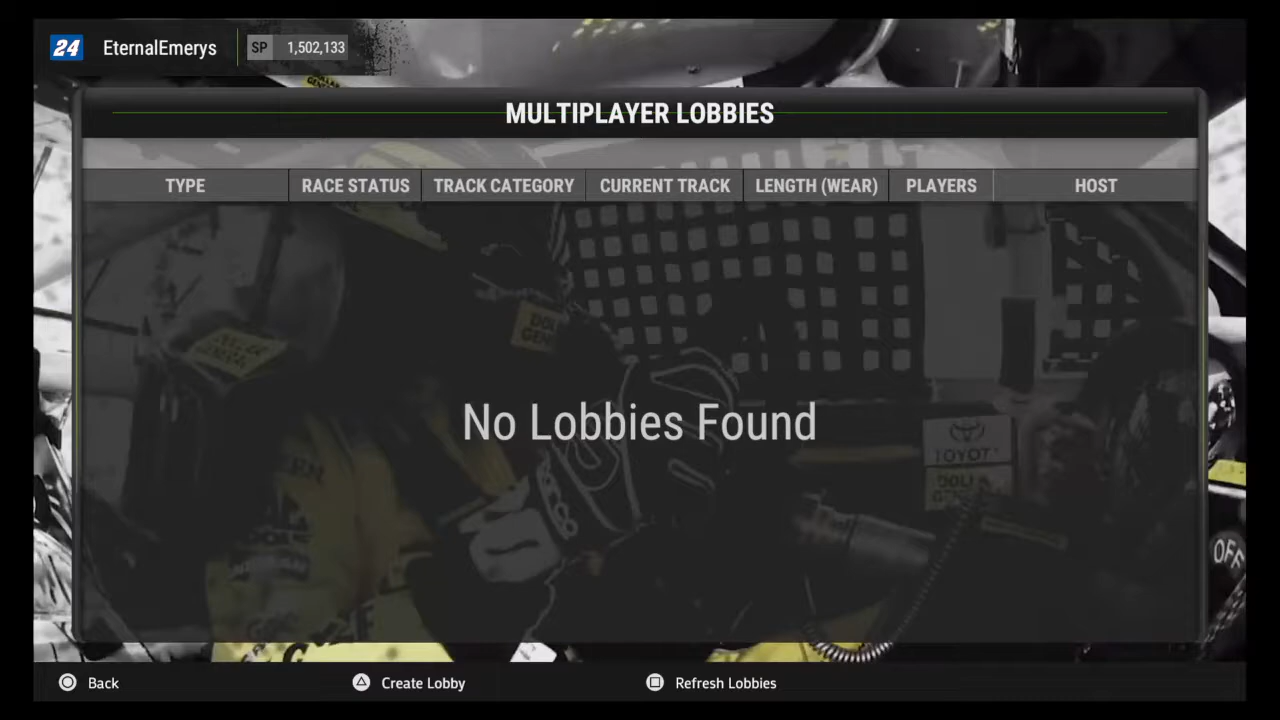 24 EternalEmerys SP 1,502,133
MULTIPLAYER LOBBIES
TYPE RACE STATUS TRACK CATEGORY CURRENT TRACK LENGTH (WEAR) PLAYERS HOST
No Lobbies Found
OFF
Back Create Lobby Refresh Lobbies